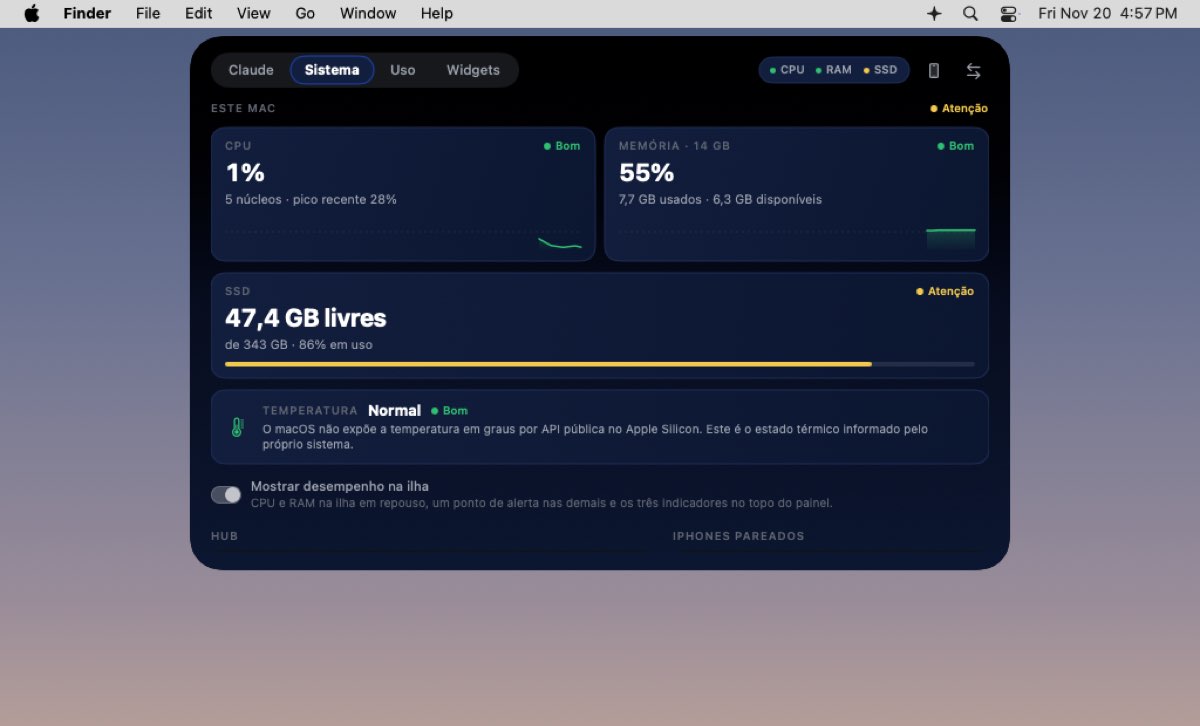 Finder File Edit View Go Window Help Fri Nov 20 4:57 PM
Claude Sistema Uso Widgets CPU RAM SSD
ESTE MAC Atenção
CPU Bom
1%
5 núcleos · pico recente 28%
MEMÓRIA · 14 GB Bom
55%
7,7 GB usados · 6,3 GB disponíveis
SSD Atenção
47,4 GB livres
de 343 GB · 86% em uso
TEMPERATURA Normal Bom
O macOS não expõe a temperatura em graus por API pública no Apple Silicon. Este é o estado térmico informado pelo
próprio sistema.
Mostrar desempenho na ilha
CPU e RAM na ilha em repouso, um ponto de alerta nas demais e os três indicadores no topo do painel.
HUB IPHONES PAREADOS